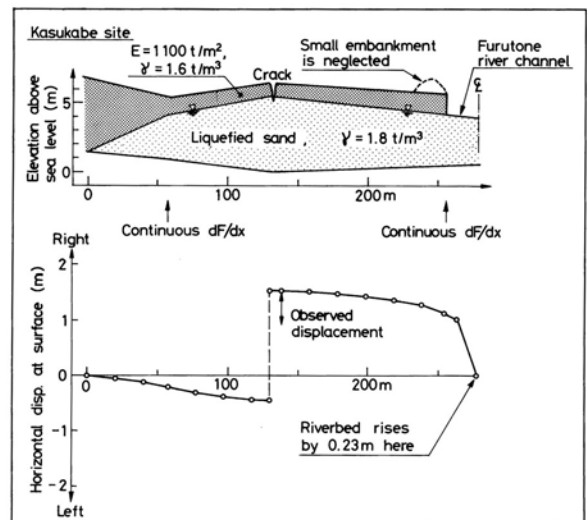 Kasukabe site
E=1100 t/m²,
γ=1.6 t/m³
Crack
Small embankment
is neglected
Furutone
river channel
℄
Elevation above
sea level (m)
5
0
Liquefied sand, γ=1.8 t/m³
0
100
200m
Continuous dF/dx
Continuous dF/dx
Right
Horizontal disp. at surface (m)
2
1
0
-1
-2
Observed
displacement
0
100
200m
Riverbed rises
by 0.23m here
Left